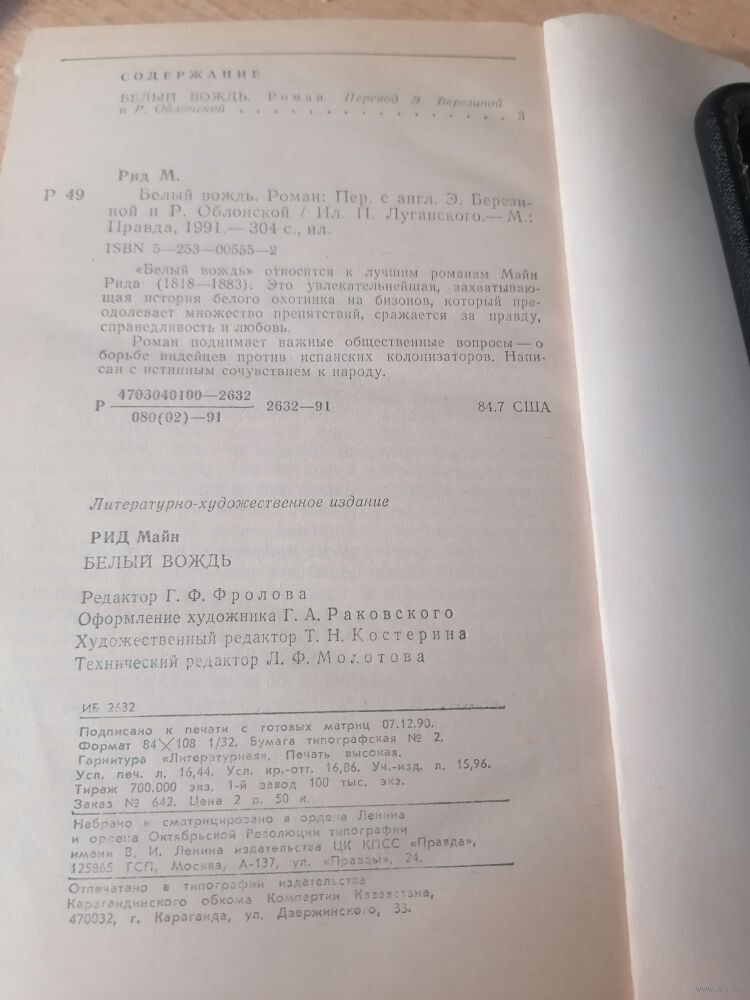 СОДЕРЖАНИЕ
БЕЛЫЙ ВОЖДЬ. Роман. Перевод Э. Березиной
и Р. Облонской . . . . . . . . . . . . . . . . 3
Рид М.
Р 49 Белый вождь. Роман: Пер. с англ. Э. Берези-
ной и Р. Облонской / Ил. П. Луганского.— М.:
Правда, 1991.— 304 с., ил.
ISBN 5—253—00555—2
«Белый вождь» относится к лучшим романам Майн
Рида (1818—1883). Это увлекательнейшая, захватываю-
щая история белого охотника на бизонов, который пре-
одолевает множество препятствий, сражается за правду,
справедливость и любовь.
Роман поднимает важные общественные вопросы — о
борьбе индейцев против испанских колонизаторов. Напи-
сан с истинным сочувствием к народу.
Р 4703040100—2632
080(02)—91
2632—91 84.7 США
Литературно-художественное издание
РИД Майн
БЕЛЫЙ ВОЖДЬ
Редактор Г. Ф. Фролова
Оформление художника Г. А. Раковского
Художественный редактор Т. Н. Костерина
Технический редактор Л. Ф. Молотова
ИБ 2632
Подписано к печати с готовых матриц 07.12.90.
Формат 84×108 1/32. Бумага типографская № 2.
Гарнитура «Литературная». Печать высокая.
Усл. печ. л. 16,44. Усл. кр.-отт. 16,86. Уч.-изд. л. 15,96.
Тираж 700.000 экз. 1-й завод 100 тыс. экз.
Заказ № 642. Цена 2 р. 50 к.
Набрано и сматрицировано в ордена Ленина
и ордена Октябрьской Революции типографии
имени В. И. Ленина издательства ЦК КПСС «Правда»,
125865 ГСП, Москва, А-137, ул. «Правды», 24.
Отпечатано в типографии издательства
Карагандинского обкома Компартии Казахстана,
470032, г. Караганда, ул. Дзержинского, 33.
www.ay.by